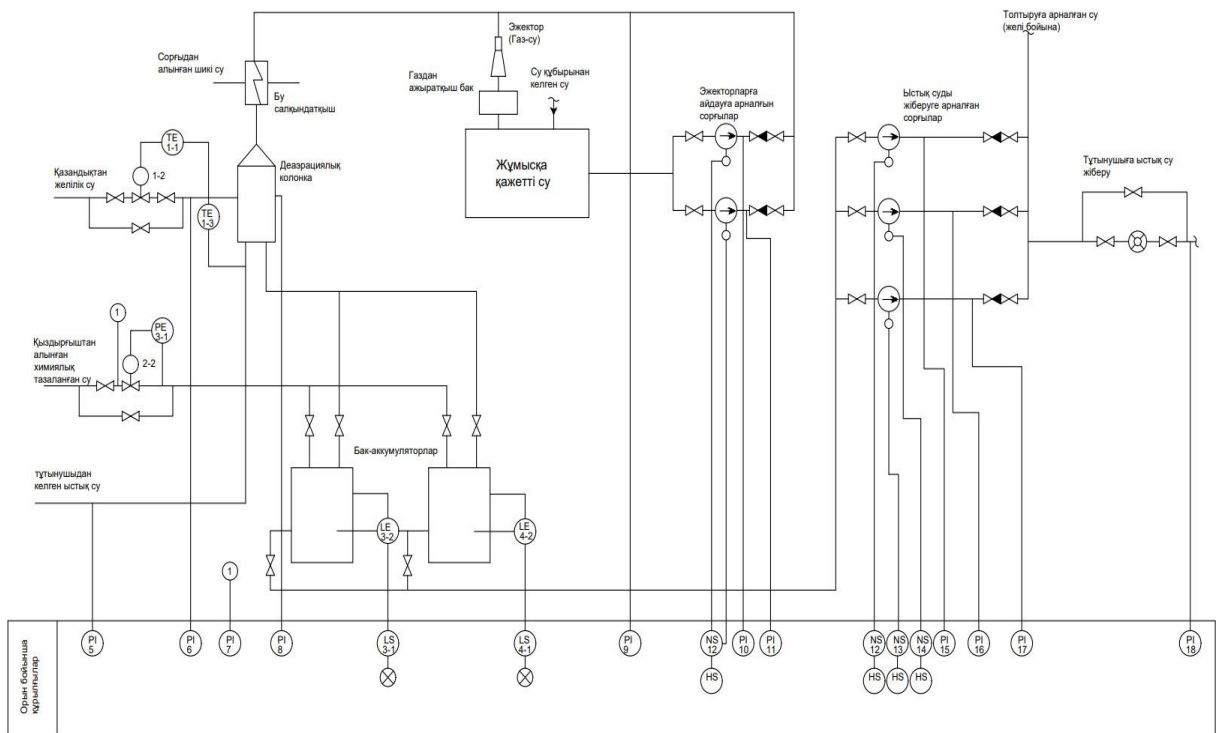 Толтыруға арналған су
(желі бойына)
Эжектор
(Газ-су)
Сорғыдан
алынған шикі су
Газдан
ажыратқыш бак
Су құбырынан
келген су
Бу
салқындатқыш
Эжекторларға
айдауға арналған
сорғылар
Ыстық суды
жіберуге арналған
сорғылар
TE
1-1
Қазандықтан
желілік су
1-2
Деаэрациялық
колонка
Жұмысқа
қажетті су
Тұтынушыға ыстық су
жіберу
TE
1-3
1
PE
3-1
Қыздырғыштан
алынған
химиялық
тазаланған су
2-2
Бак-аккумуляторлар
тұтынушыдан
келген ыстық су
LE
3-2
LE
4-2
1
Орын бойынша
құрылғылар
PI
5
PI
6
PI
7
PI
8
LS
3-1
LS
4-1
PI
9
NS
12
PI
10
PI
11
NS
12
NS
13
NS
14
PI
15
PI
16
PI
17
PI
18
HS
HS
HS
HS